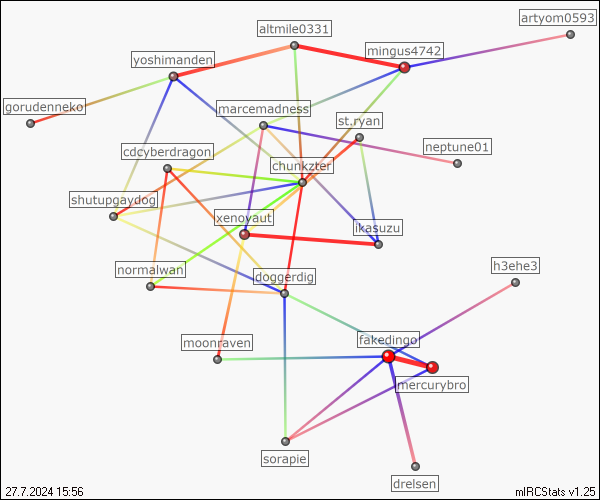 artyom0593
altmile0331
mingus4742
yoshimanden
gorudenneko
marcemadness
st.ryan
neptune01
cdcyberdragon
chunkzter
shutupgaydog
xenoyaut
ikasuzu
normalwan
doggerdig
h3ehe3
moonraven
fakedingo
mercurybro
sorapie
drelsen
27.7.2024 15:56
mIRCStats v1.25